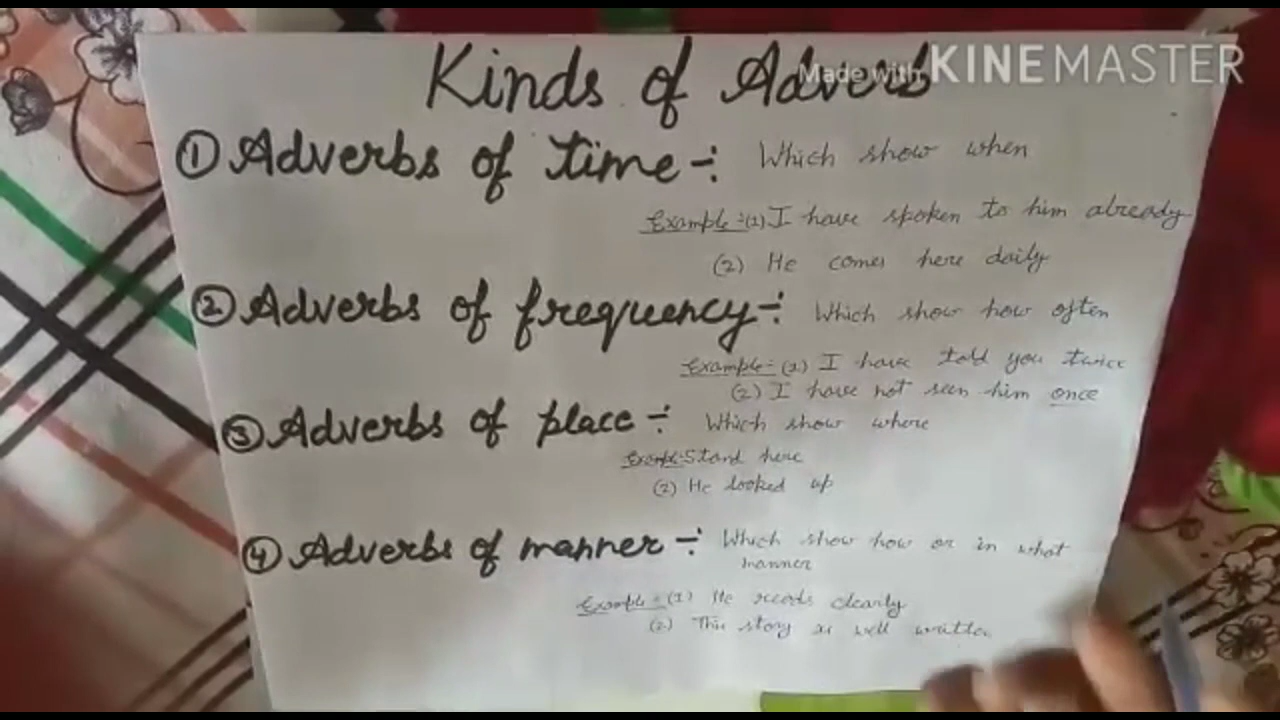 Kinds of Adverb
Made with KINEMASTER
① Adverbs of time ÷ Which show when
Example :- (1) I have spoken to him already
(2) He comes here daily
② Adverbs of frequency ÷ Which show how often
Example :- (1) I have told you twice
(2) I have not seen him once
③ Adverbs of place ÷ Which show where
Exampl:- Stand here
(2) He looked up
④ Adverbs of manner ÷ Which show how or in what
manner
Example :- (1) He reads clearly
(2) This story is well written